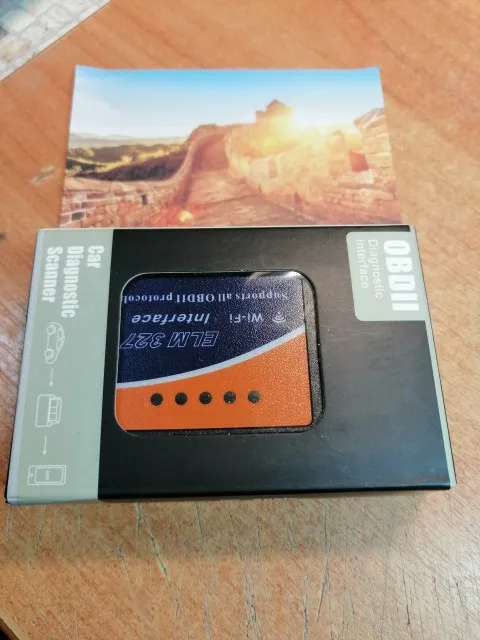 Car
Diagnostic
Scanner
OBDII
Diagnostic
Interface
ELM 327
Interface
Wi-Fi
Supports all OBDII protocol